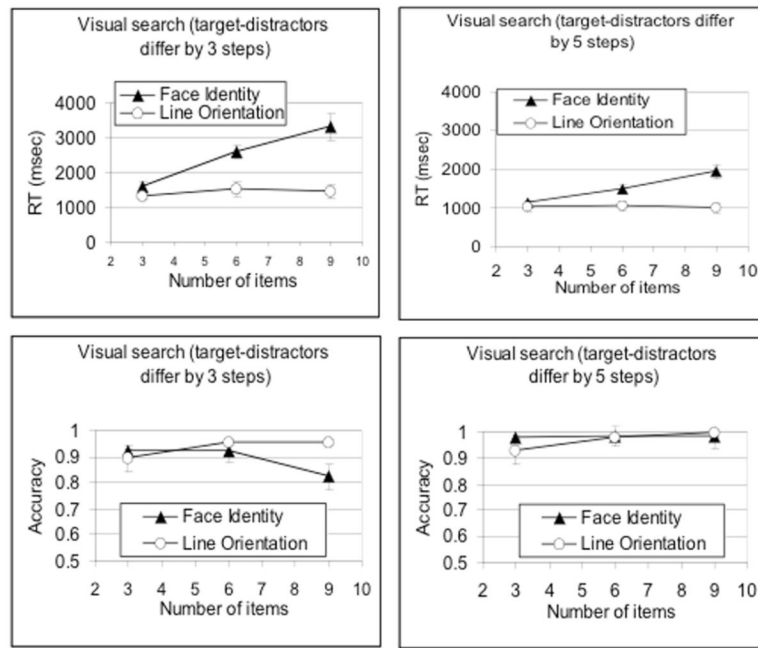 Visual search (target-distractors
differ by 3 steps)
Face Identity
Line Orientation
RT (msec)
4000
3000
2000
1000
0
2 3 4 5 6 7 8 9 10
Number of items
Visual search (target-distractors differ
by 5 steps)
Face Identity
Line Orientation
RT (msec)
4000
3000
2000
1000
0
2 3 4 5 6 7 8 9 10
Number of items
Visual search (target-distractors
differ by 3 steps)
Accuracy
1
0.9
0.8
0.7
0.6
0.5
Face Identity
Line Orientation
2 3 4 5 6 7 8 9 10
Number of items
Visual search (target-distractors
differ by 5 steps)
Accuracy
1
0.9
0.8
0.7
0.6
0.5
Face Identity
Line Orientation
2 3 4 5 6 7 8 9 10
Number of items